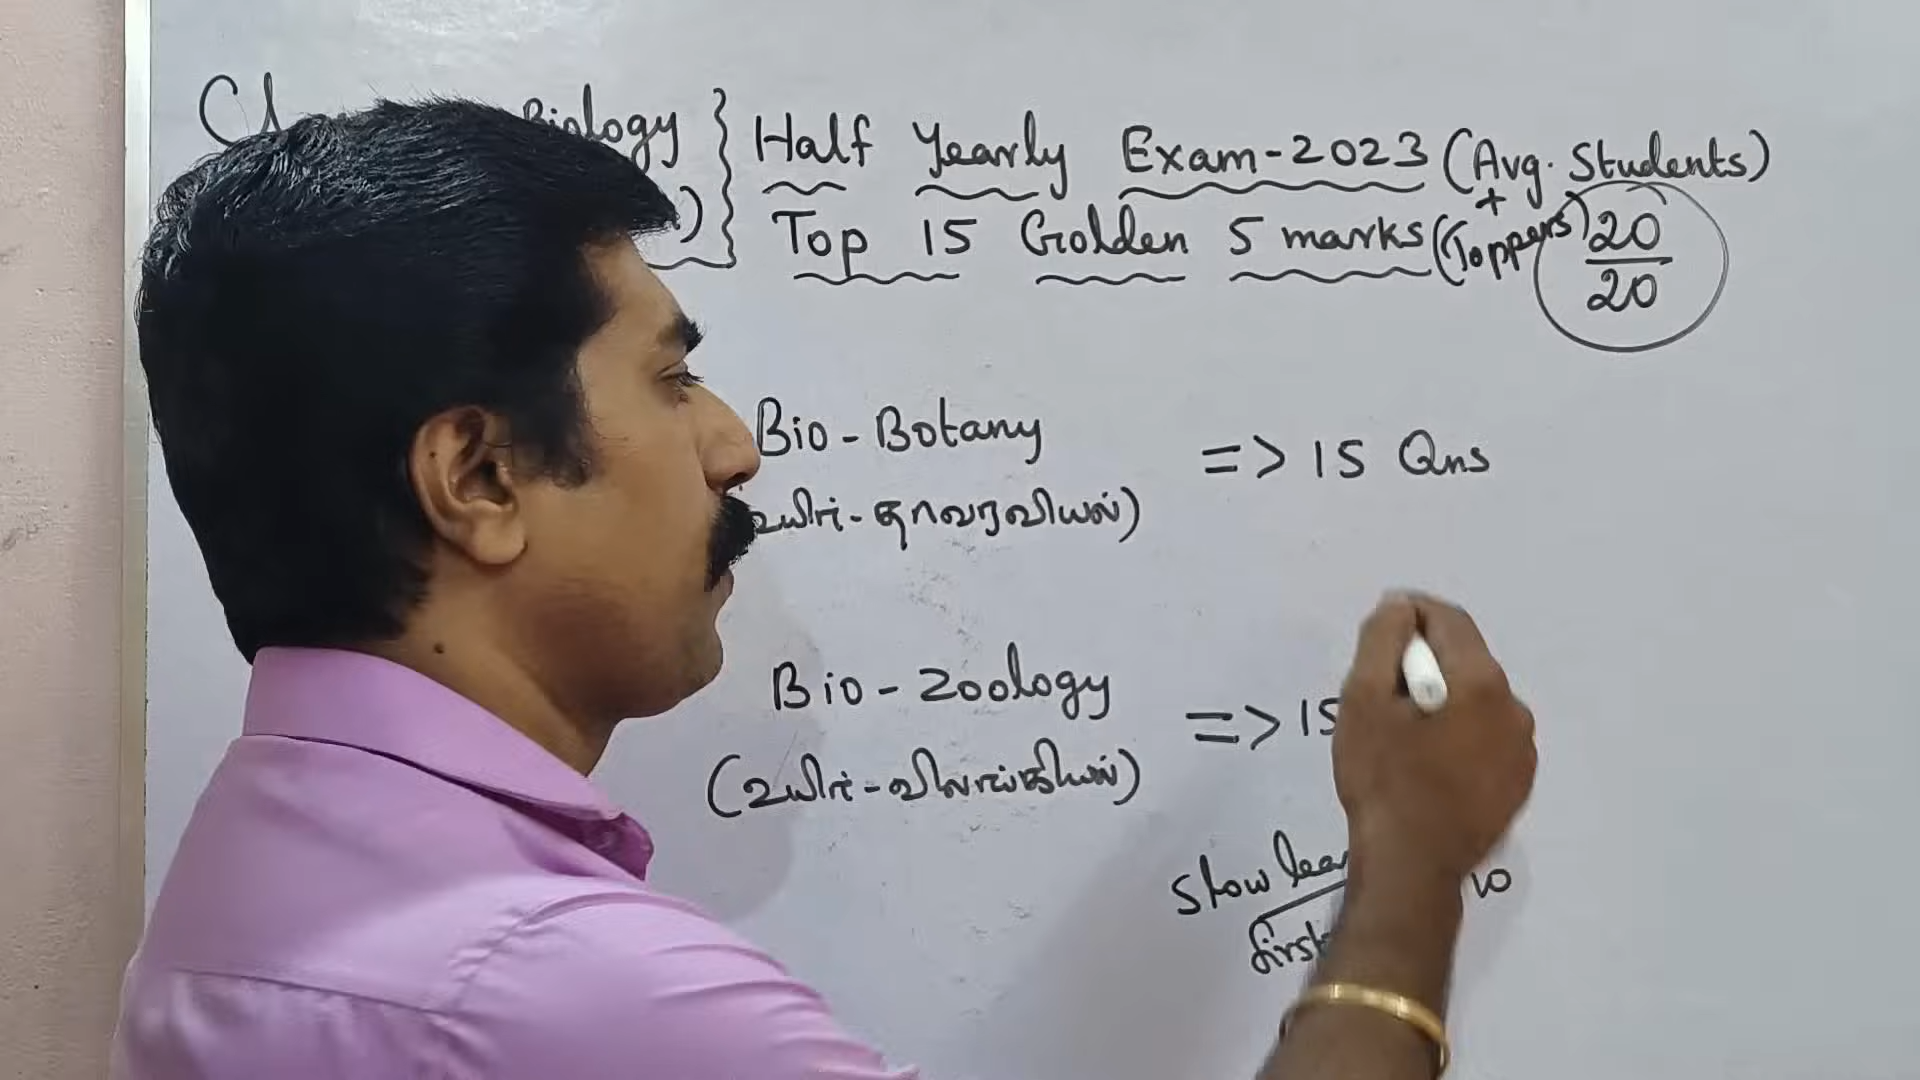 Biology } Half Yearly Exam-2023 (Avg. Students)
+
Top 15 Golden 5 marks (Toppers) 20/20
Bio - Botany => 15 Qns
உயிர் - தாவரவியல்)
Bio - Zoology => 15
(உயிர் - விலங்கியல்)
Slow 10
first